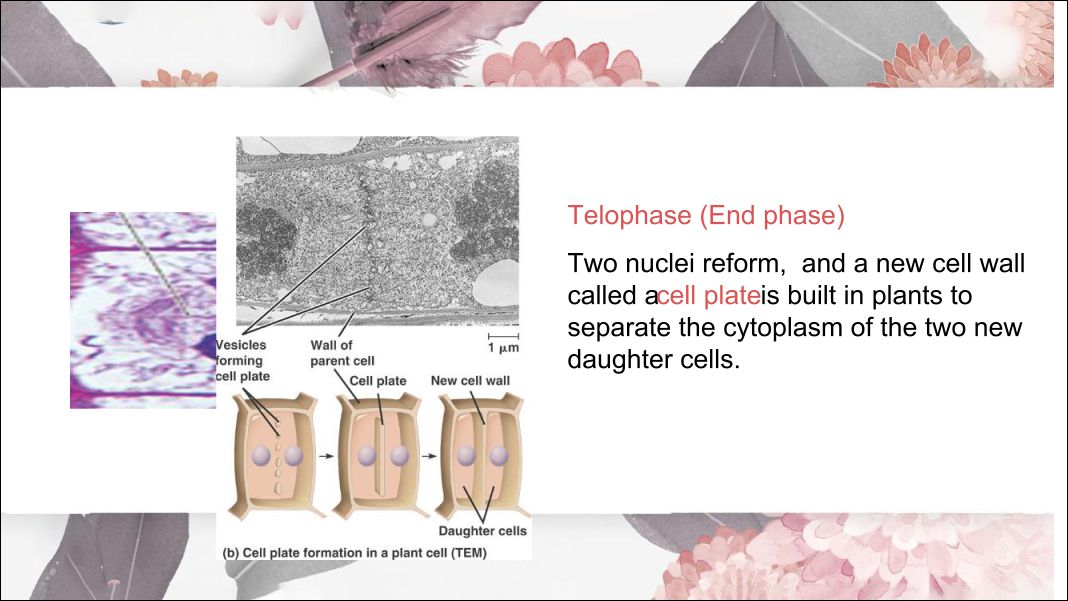 Telophase (End phase)
Two nuclei reform,  and a new cell wall
called acell plateis built in plants to
separate the cytoplasm of the two new
daughter cells.
Vesicles
forming
cell plate
Wall of
parent cell
1 μm
Cell plate
New cell wall
Daughter cells
(b) Cell plate formation in a plant cell (TEM)